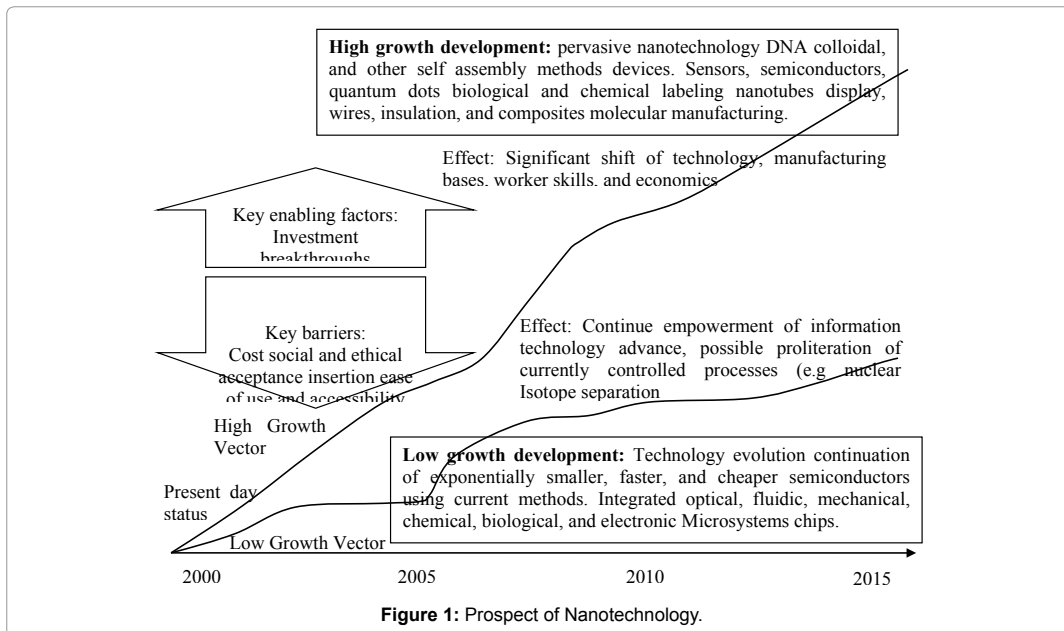 High growth development: pervasive nanotechnology DNA colloidal,
and other self assembly methods devices. Sensors, semiconductors,
quantum dots biological and chemical labeling nanotubes display,
wires, insulation, and composites molecular manufacturing.
Effect: Significant shift of technology, manufacturing
bases, worker skills, and economics
Key enabling factors:
Investment
breakthroughs
Key barriers:
Cost social and ethical
acceptance insertion ease
of use and accessibility
Effect: Continue empowerment of information
technology advance, possible proliteration of
currently controlled processes (e.g nuclear
Isotope separation
High Growth
Vector
Low growth development: Technology evolution continuation
of exponentially smaller, faster, and cheaper semiconductors
using current methods. Integrated optical, fluidic, mechanical,
chemical, biological, and electronic Microsystems chips.
Present day
status
Low Growth Vector
2000 2005 2010 2015
Figure 1: Prospect of Nanotechnology.